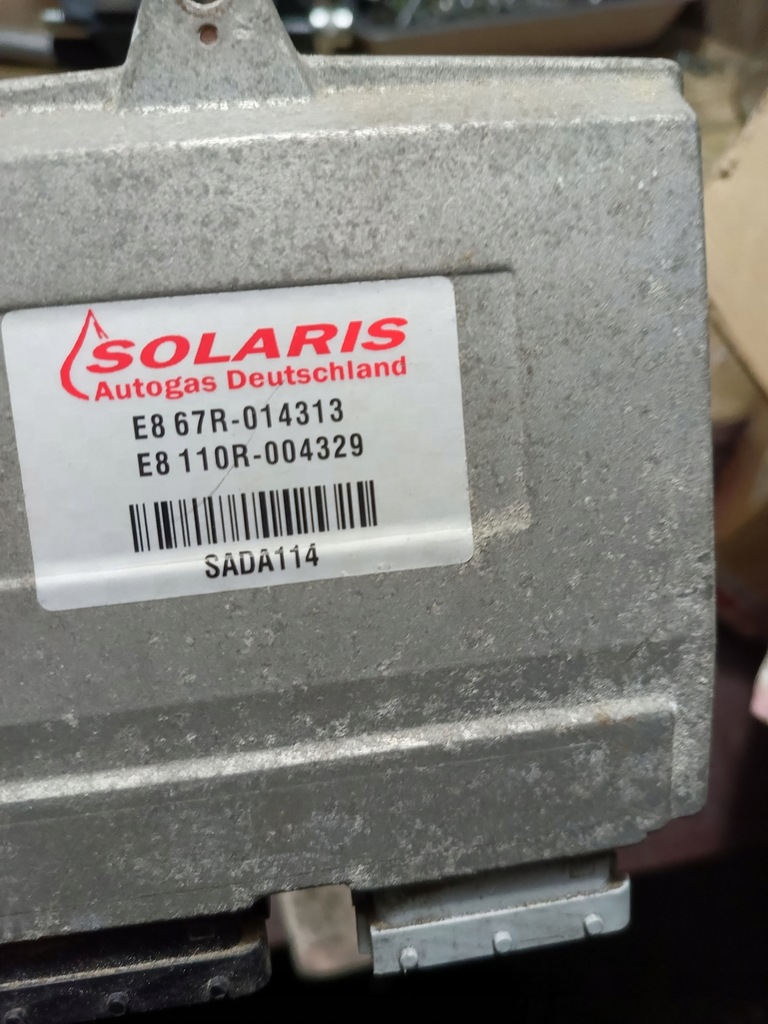 SOLARIS
Autogas Deutschland
E8 67R-014313
E8 110R-004329
SADA114